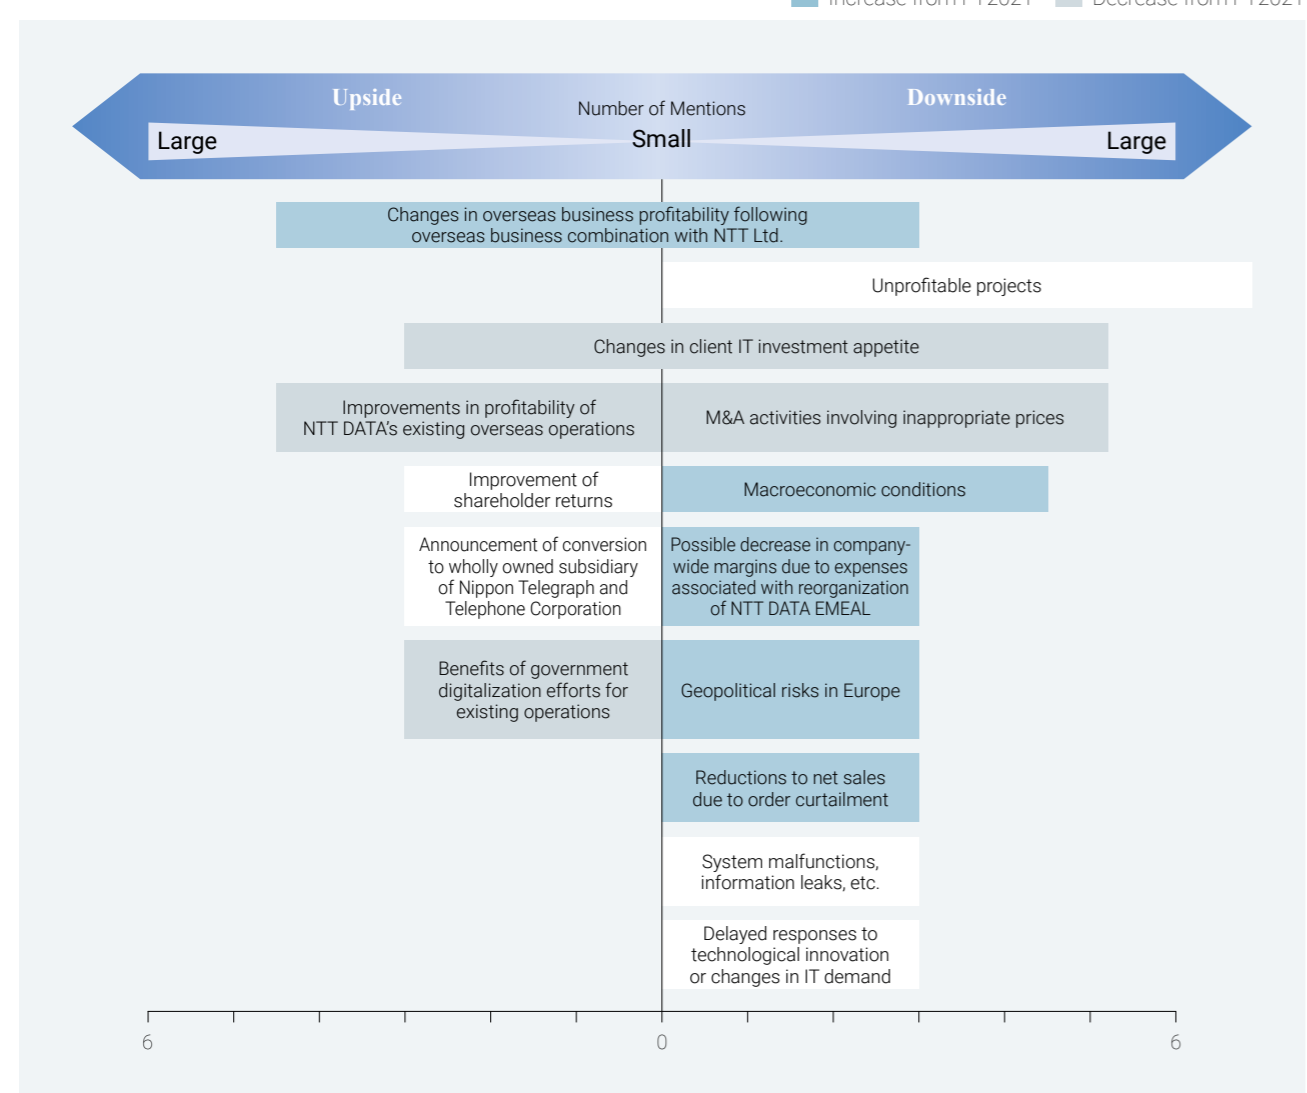 Increase from FY2021 Decrease from FY2021
Upside Downside
Number of Mentions
Large Small Large
Changes in overseas business profitability following
overseas business combination with NTT Ltd.
Unprofitable projects
Changes in client IT investment appetite
Improvements in profitability of
NTT DATA’s existing overseas operations
M&A activities involving inappropriate prices
Improvement of
shareholder returns
Macroeconomic conditions
Announcement of conversion
to wholly owned subsidiary
of Nippon Telegraph and
Telephone Corporation
Possible decrease in company-
wide margins due to expenses
associated with reorganization
of NTT DATA EMEAL
Benefits of government
digitalization efforts for
existing operations
Geopolitical risks in Europe
Reductions to net sales
due to order curtailment
System malfunctions,
information leaks, etc.
Delayed responses to
technological innovation
or changes in IT demand
6 0 6